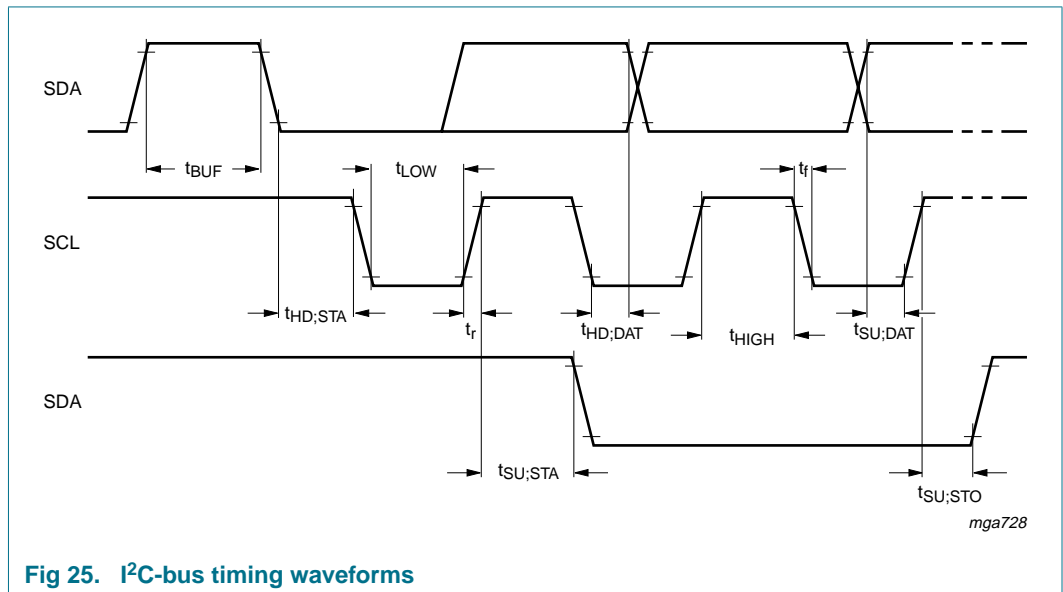 SDA
tBUF
tLOW
tf
SCL
tHD;STA
tr
tHD;DAT
tHIGH
tSU;DAT
SDA
tSU;STA
tSU;STO
mga728
Fig 25. I²C-bus timing waveforms